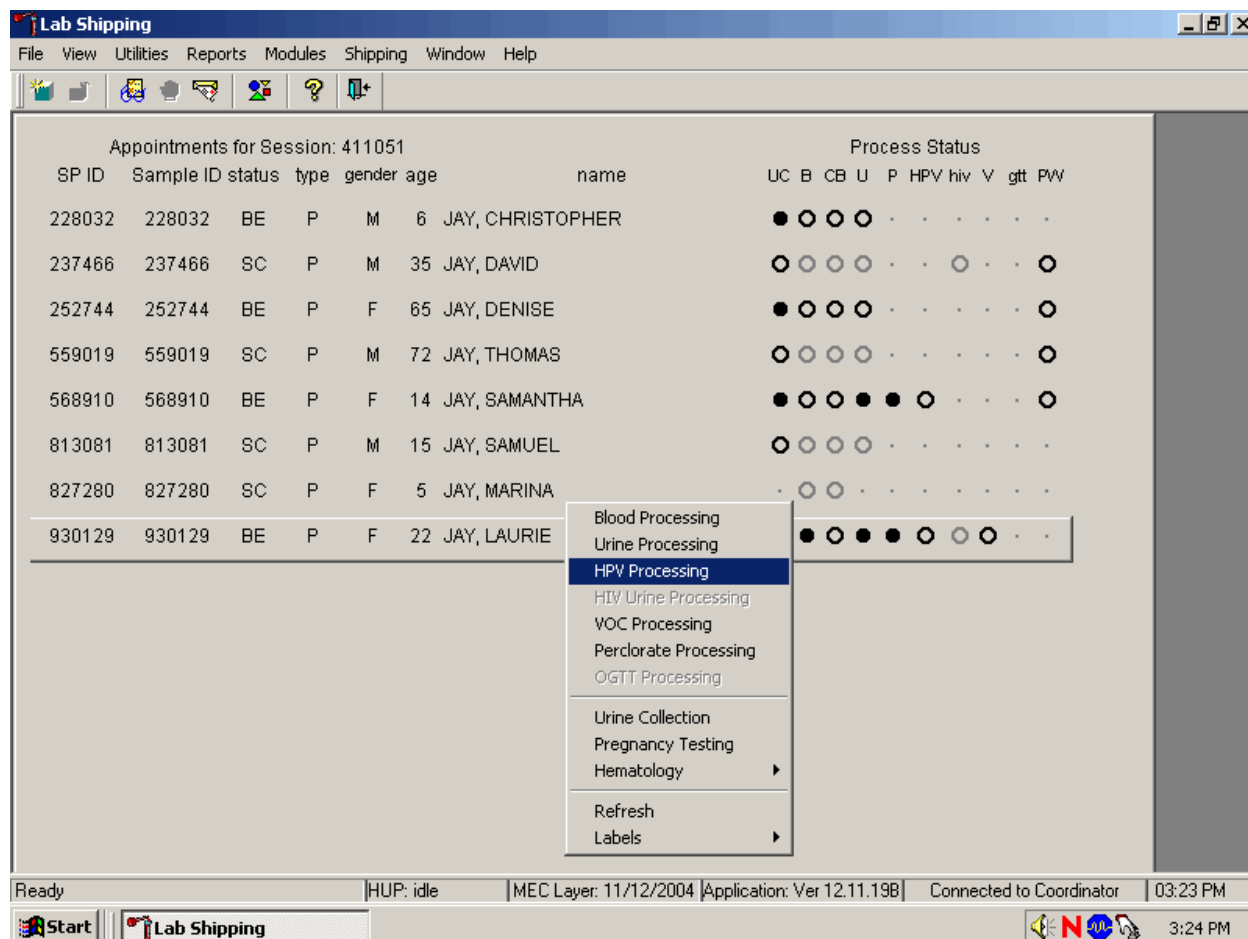 Lab Shipping
File View Utilities Reports Modules Shipping Window Help
Appointments for Session: 411051 Process Status
SP ID Sample ID status type gender age name UC B CB U P HPV hiv V gtt PW
228032 228032 BE P M 6 JAY, CHRISTOPHER
237466 237466 SC P M 35 JAY, DAVID
252744 252744 BE P F 65 JAY, DENISE
559019 559019 SC P M 72 JAY, THOMAS
568910 568910 BE P F 14 JAY, SAMANTHA
813081 813081 SC P M 15 JAY, SAMUEL
827280 827280 SC P F 5 JAY, MARINA
930129 930129 BE P F 22 JAY, LAURIE
Blood Processing
Urine Processing
HPV Processing
HIV Urine Processing
VOC Processing
Perclorate Processing
OGTT Processing
Urine Collection
Pregnancy Testing
Hematology
Refresh
Labels
Ready HUP: idle MEC Layer: 11/12/2004 Application: Ver 12.11.19B Connected to Coordinator 03:23 PM
Start Lab Shipping N 3:24 PM